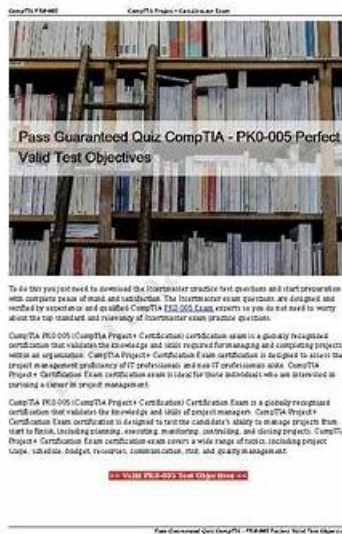 CompTIA PK0-005
CompTIA Project+ Certification Exam
Pass Guaranteed Quiz CompTIA - PK0-005 Perfect
Valid Test Objectives
To do this you just need to download the Itcertmaster practice test questions and start preparation
with complete peace of mind and satisfaction. The Itcertmaster exam questions are designed and
verified by experience and qualified CompTIA PK0-005 Exam experts so you do not need to worry
about the top standard and relevancy of Itcertmaster exam practice questions.
CompTIA PK0-005 (CompTIA Project+ Certification) certification exam is a globally recognized
certification that validates the knowledge and skills required for managing and completing projects
within an organization. CompTIA Project+ Certification Exam certification is designed to assess the
project management proficiency of IT professionals and non-IT professionals alike. CompTIA
Project+ Certification Exam certification exam is ideal for those individuals who are interested in
pursuing a career in project management.
CompTIA PK0-005 (CompTIA Project+ Certification) Certification Exam is a globally recognized
certification that validates the knowledge and skills of project managers. CompTIA Project+
Certification Exam certification is designed to test the candidate's ability to manage projects from
start to finish, including planning, executing, monitoring, controlling, and closing projects. CompTIA
Project+ Certification Exam certification exam covers a wide range of topics, including project
scope, schedule, budget, resources, communication, risk, and quality management.
>> Valid PK0-005 Test Objectives <<
Pass Guaranteed Quiz CompTIA - PK0-005 Perfect Valid Test Objectives